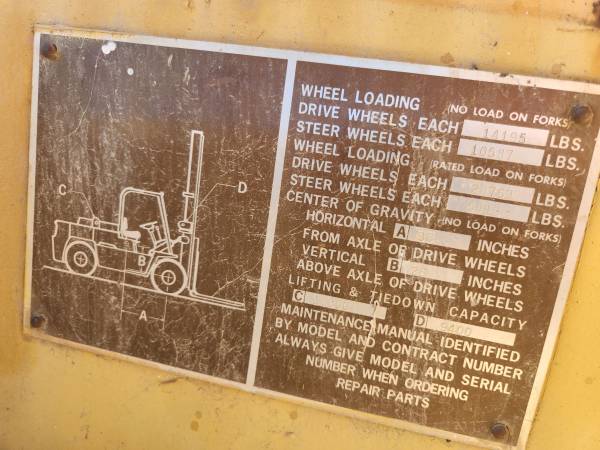 WHEEL LOADING (NO LOAD ON FORKS)
DRIVE WHEELS EACH 14195 LBS.
STEER WHEELS EACH LBS.
WHEEL LOADING (RATED LOAD ON FORKS)
DRIVE WHEELS EACH LBS.
STEER WHEELS EACH LBS.
CENTER OF GRAVITY (NO LOAD ON FORKS)
HORIZONTAL A INCHES
FROM AXLE OF DRIVE WHEELS
VERTICAL B INCHES
ABOVE AXLE OF DRIVE WHEELS
LIFTING & TIEDOWN CAPACITY
C D 9400
MAINTENANCE MANUAL IDENTIFIED
BY MODEL AND CONTRACT NUMBER
ALWAYS GIVE MODEL AND SERIAL
NUMBER WHEN ORDERING
REPAIR PARTS
C
D
B
A